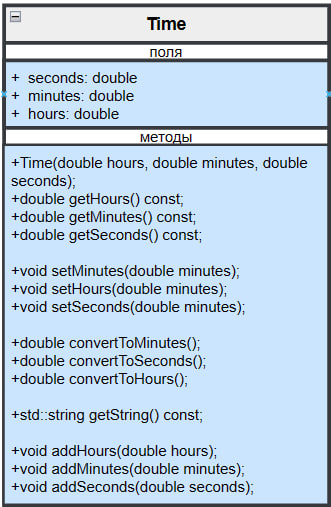 Time
поля
+ seconds: double
+ minutes: double
+ hours: double
методы
+Time(double hours, double minutes, double
seconds);
+double getHours() const;
+double getMinutes() const;
+double getSeconds() const;
+void setMinutes(double minutes);
+void setHours(double minutes);
+void setSeconds(double minutes);
+double convertToMinutes();
+double convertToSeconds();
+double convertToHours();
+std::string getString() const;
+void addHours(double hours);
+void addMinutes(double minutes);
+void addSeconds(double seconds);